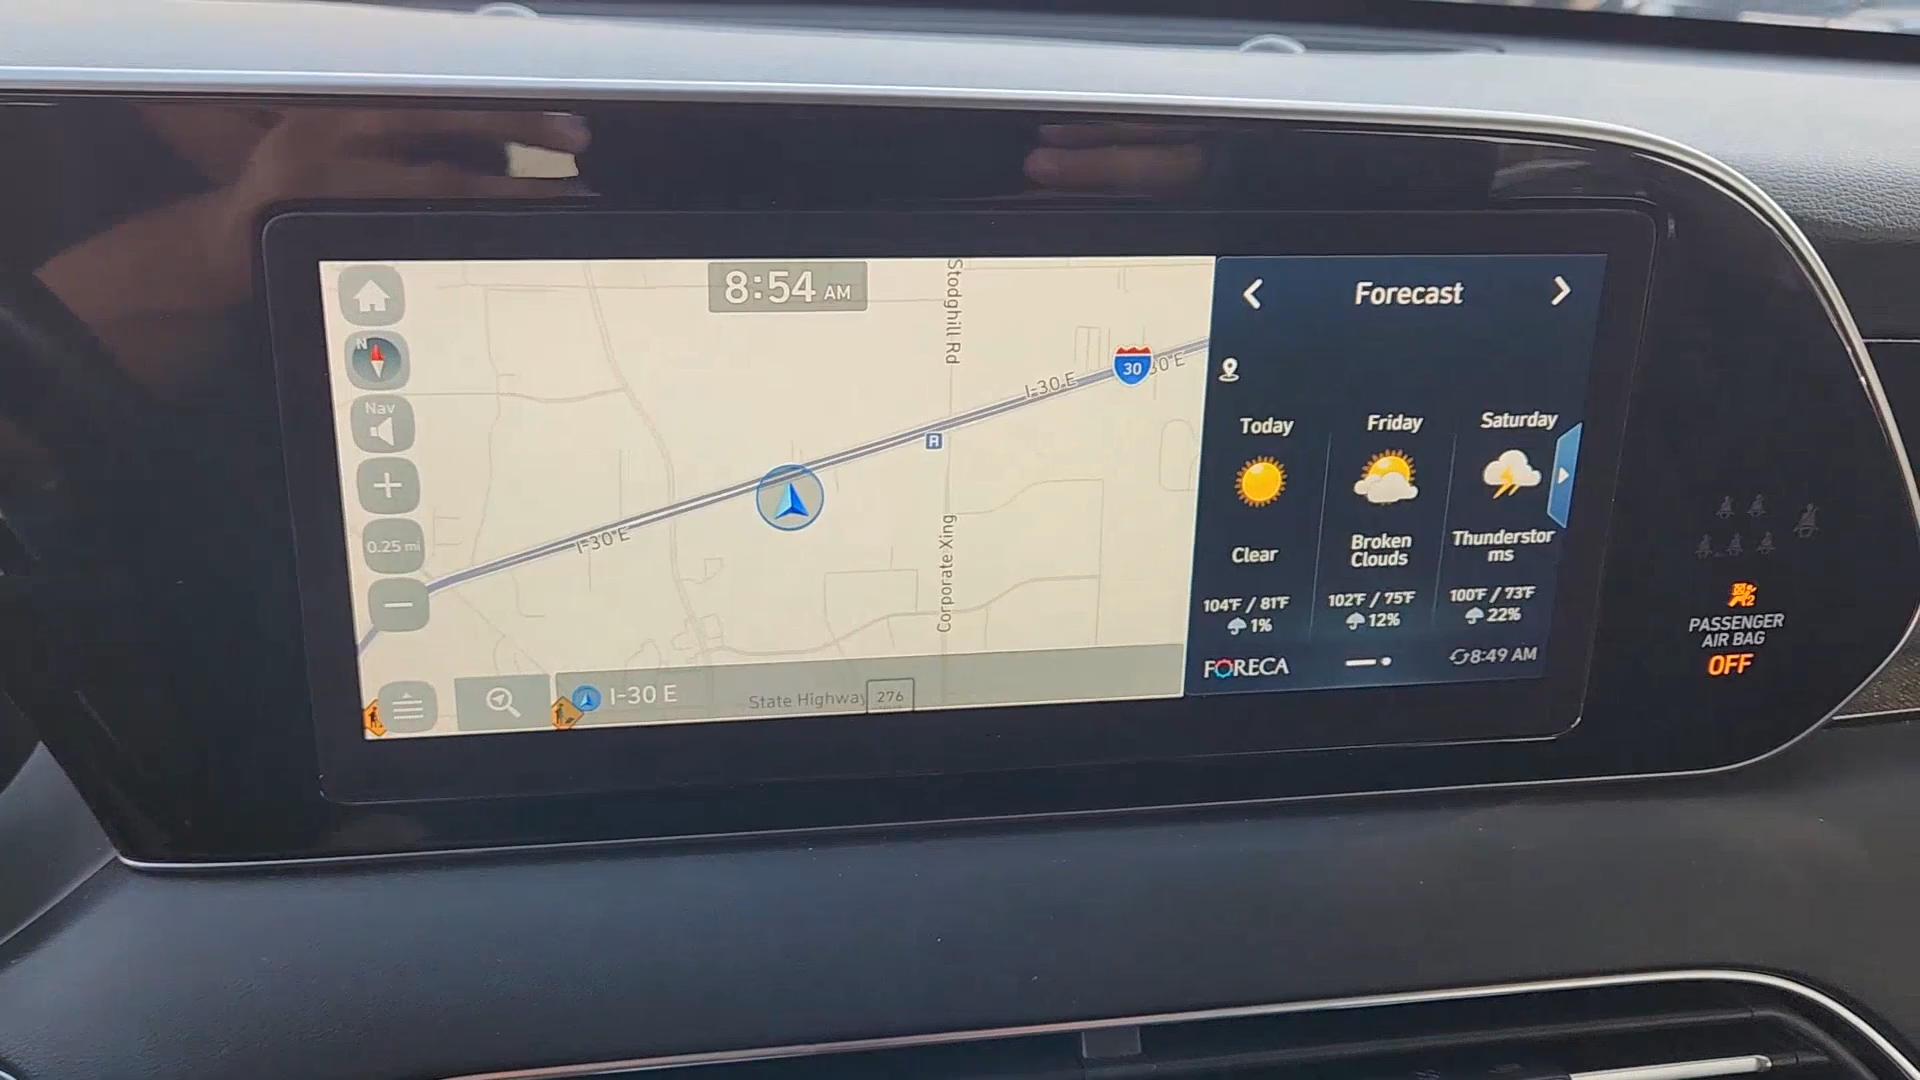 8:54 AM
N
Nav
0.25 mi
Stodghill Rd
30
30 E
I-30 E
I-30 E
Corporate Xing
I-30 E
State Highway 276
Forecast
Today
Friday
Saturday
Clear
Broken
Clouds
Thunderstor
ms
104°F / 81°F
102°F / 75°F
100°F / 73°F
1%
12%
22%
FORECA
8:49 AM
PASSENGER
AIR BAG
OFF